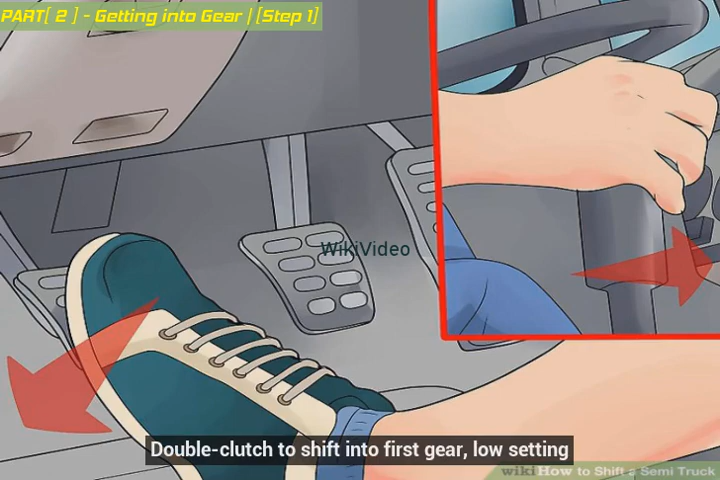 PART[ 2 ] - Getting into Gear | [Step 1]
WikiVideo
Double-clutch to shift into first gear, low setting
wikiHow to Shift a Semi Truck